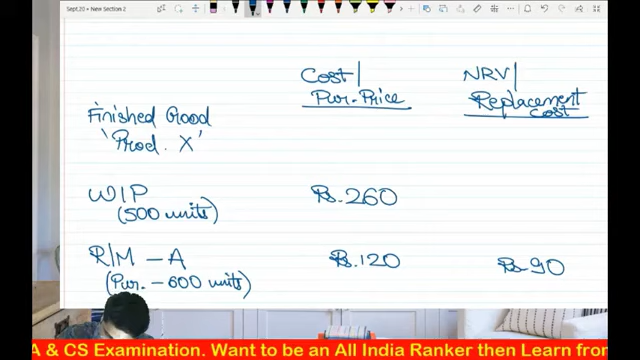 Sept.20 + New Section 2
Cost/ NRV/
Pur. Price Replacement
Cost
Finished Good
'Prod. X'
WIP Rs.260
(500 units)
R/M - A Rs.120 Rs.90
(Pur. - 600 units)
A & CS Examination. Want to be an All India Ranker then Learn from